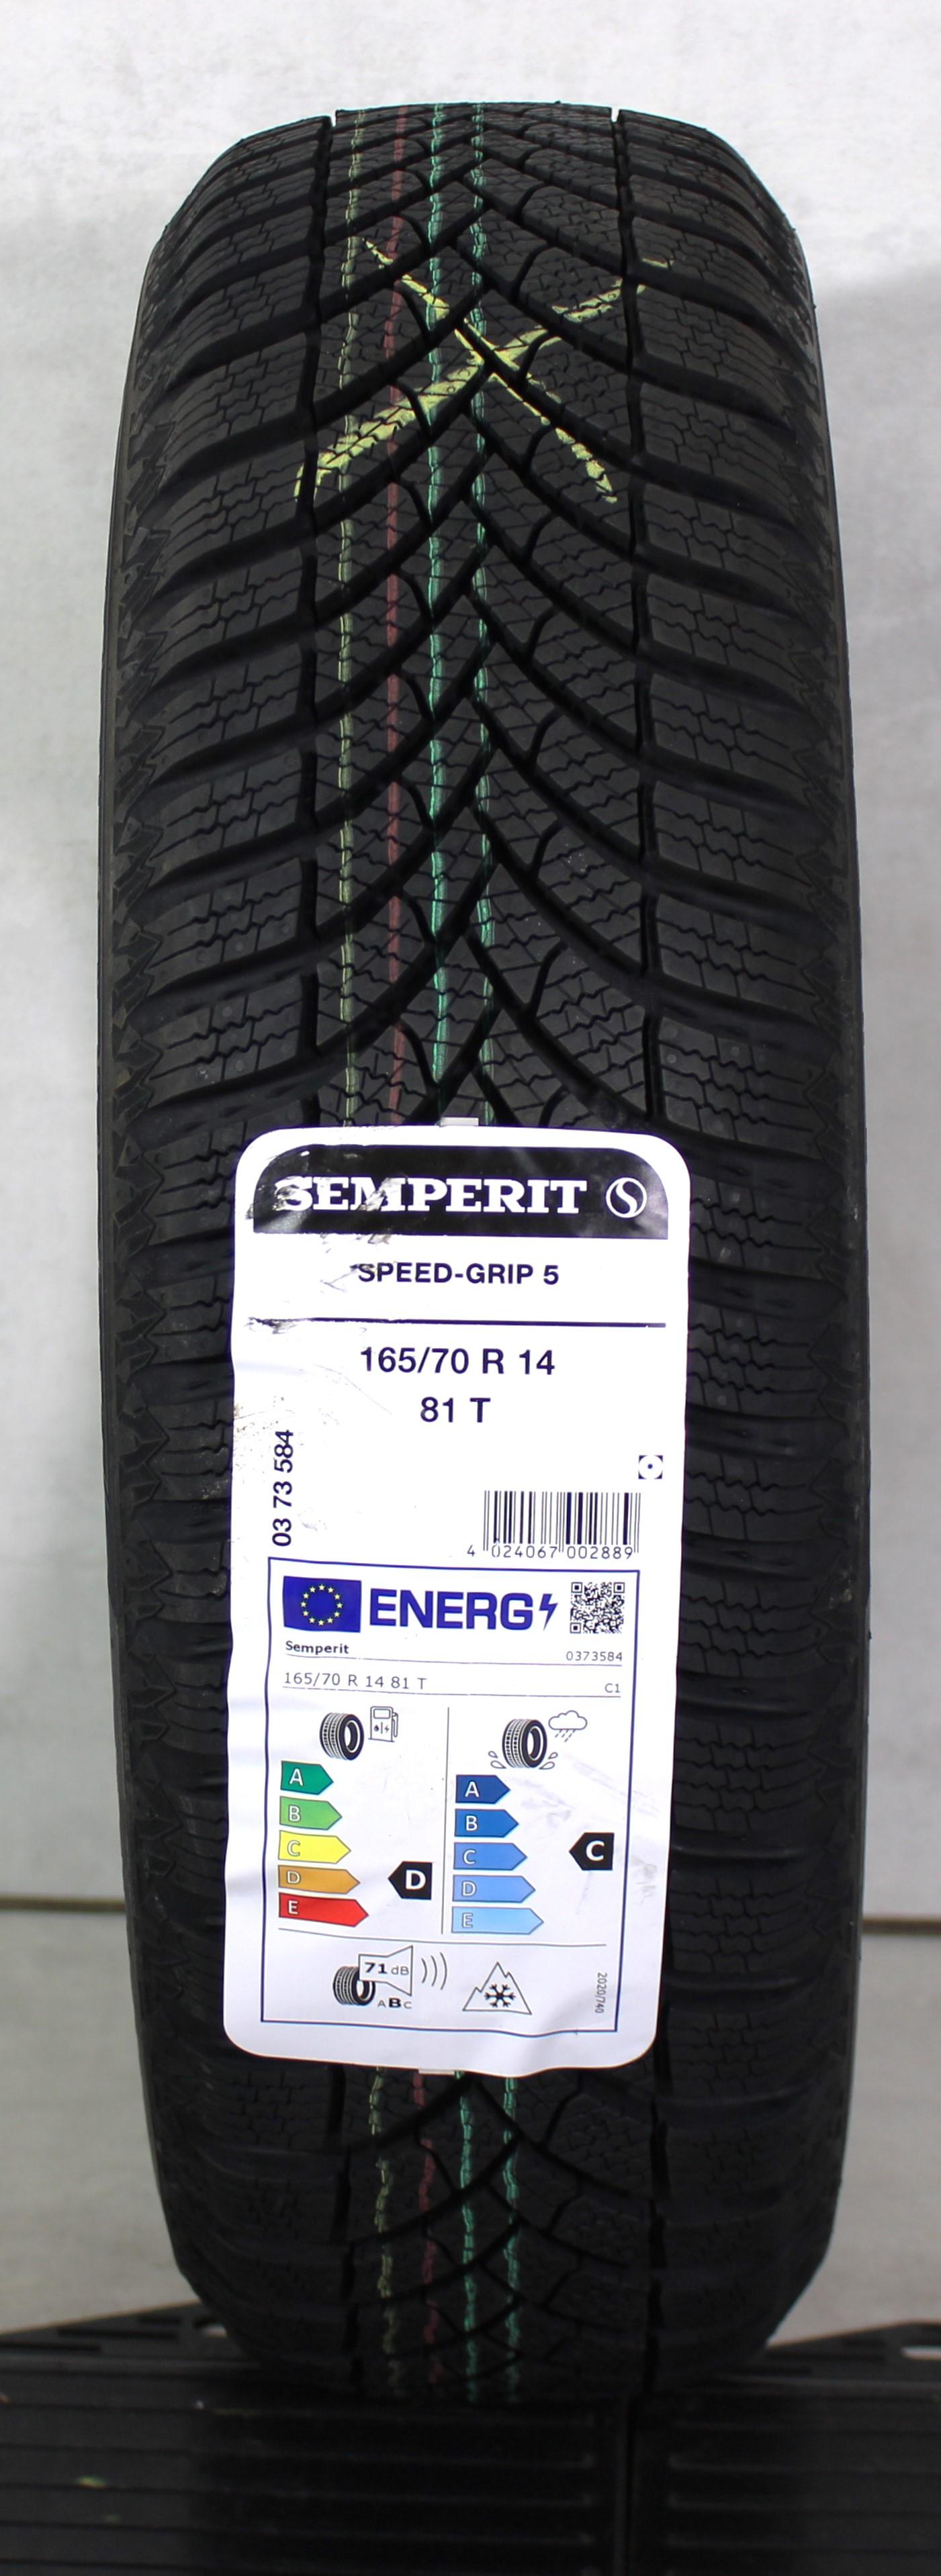 SEMPERIT
SPEED-GRIP 5
165/70 R 14
81 T
03 73 584
4 024067 002889
ENERG
Semperit 0373584
165/70 R 14 81 T C1
A
B
C
D
E
D
A
B
C
D
E
C
71 dB
ABC
2020/740